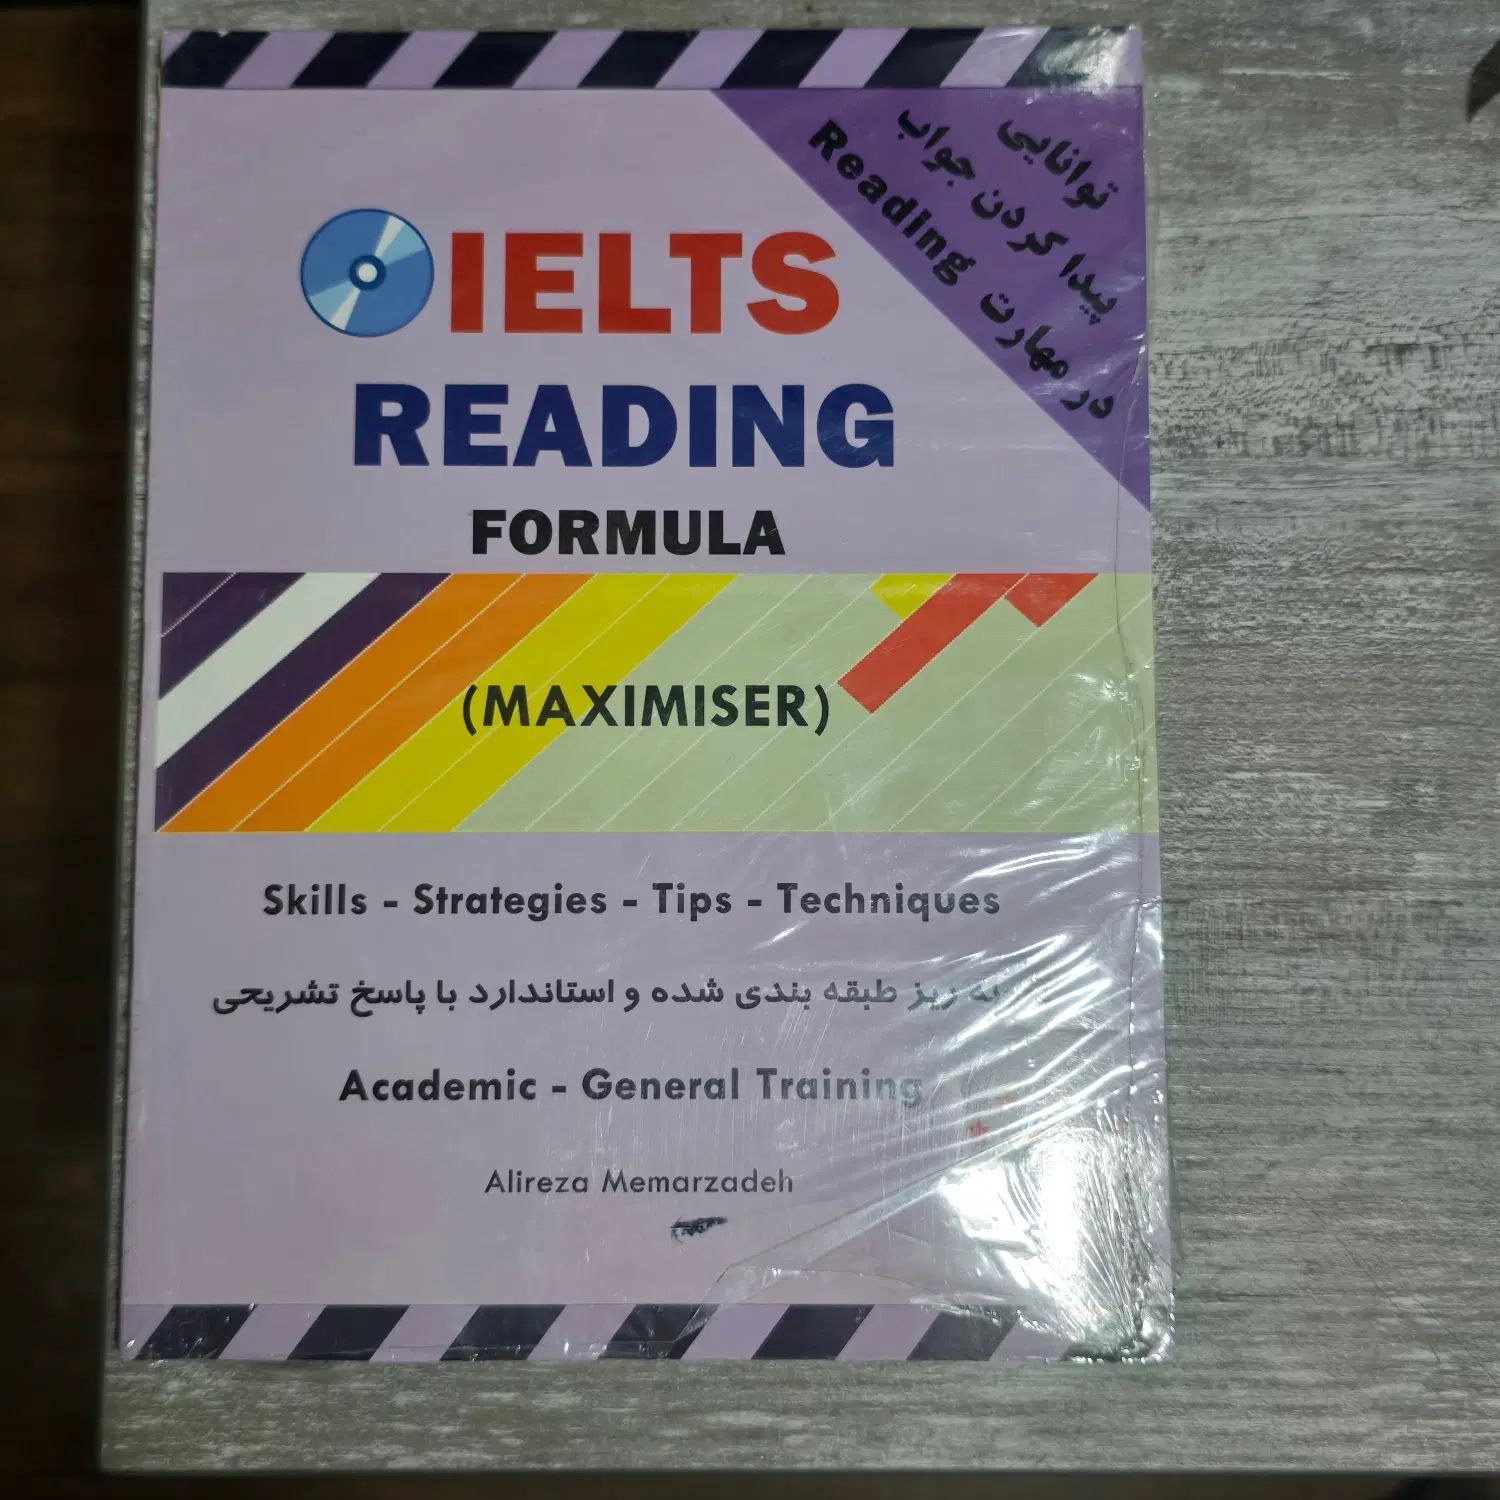 توانایی
پیدا کردن جواب
در مهارت Reading
IELTS
READING
FORMULA
(MAXIMISER)
Skills - Strategies - Tips - Techniques
به ریز طبقه بندی شده و استاندارد با پاسخ تشریحی
Academic - General Training
Alireza Memarzadeh